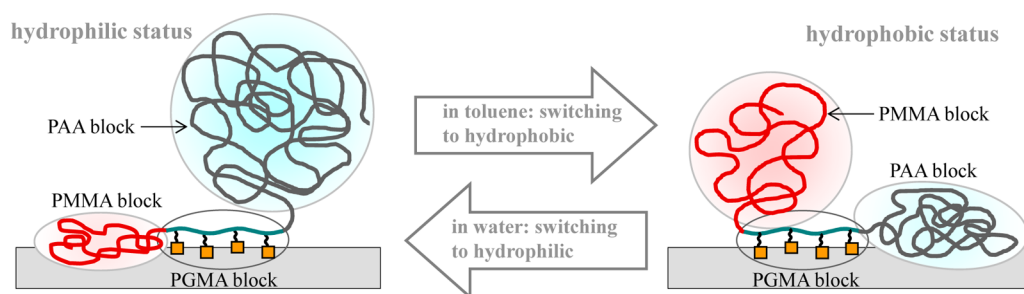 hydrophilic status
PAA block
PMMA block
PGMA block
in toluene: switching
to hydrophobic
in water: switching
to hydrophilic
hydrophobic status
PMMA block
PAA block
PGMA block